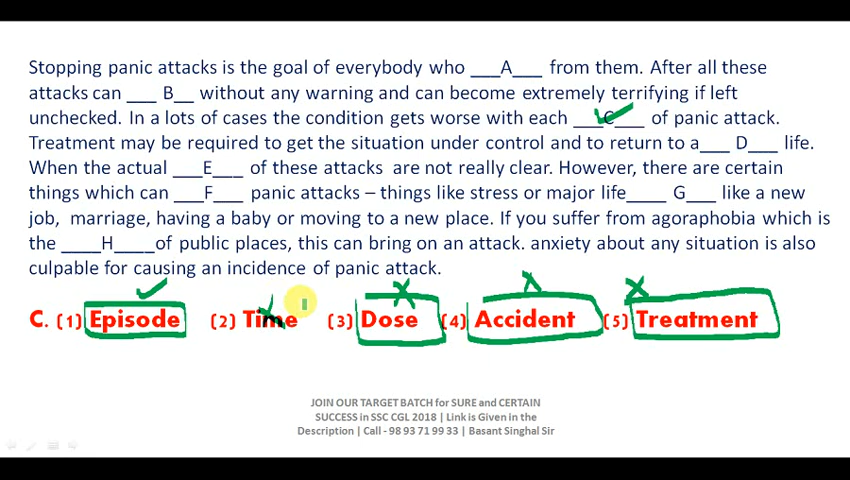 Stopping panic attacks is the goal of everybody who ___A___ from them. After all these
attacks can ___ B__ without any warning and can become extremely terrifying if left
unchecked. In a lots of cases the condition gets worse with each ___C___ of panic attack.
Treatment may be required to get the situation under control and to return to a___ D___ life.
When the actual ___E___ of these attacks are not really clear. However, there are certain
things which can ___F___ panic attacks – things like stress or major life____ G___ like a new
job, marriage, having a baby or moving to a new place. If you suffer from agoraphobia which is
the ____H____of public places, this can bring on an attack. anxiety about any situation is also
culpable for causing an incidence of panic attack.
C. (1) Episode (2) Time (3) Dose (4) Accident (5) Treatment
JOIN OUR TARGET BATCH for SURE and CERTAIN
SUCCESS in SSC CGL 2018 | Link is Given in the
Description | Call - 98 93 71 99 33 | Basant Singhal Sir